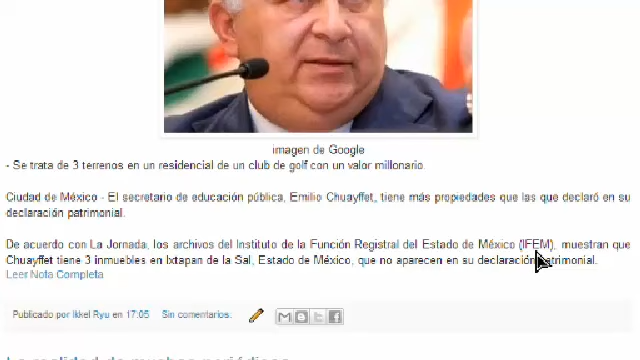 imagen de Google
- Se trata de 3 terrenos en un residencial de un club de golf con un valor millonario.
Ciudad de México - El secretario de educación pública, Emilio Chuayffet, tiene más propiedades que las que declaró en su
declaración patrimonial.
De acuerdo con La Jornada, los archivos del Instituto de la Función Registral del Estado de México (IFEM), muestran que
Chuayffet tiene 3 inmuebles en Ixtapan de la Sal, Estado de México, que no aparecen en su declaración patrimonial.
Leer Nota Completa
Publicado por Ikkel Ryu en 17:05 Sin comentarios: